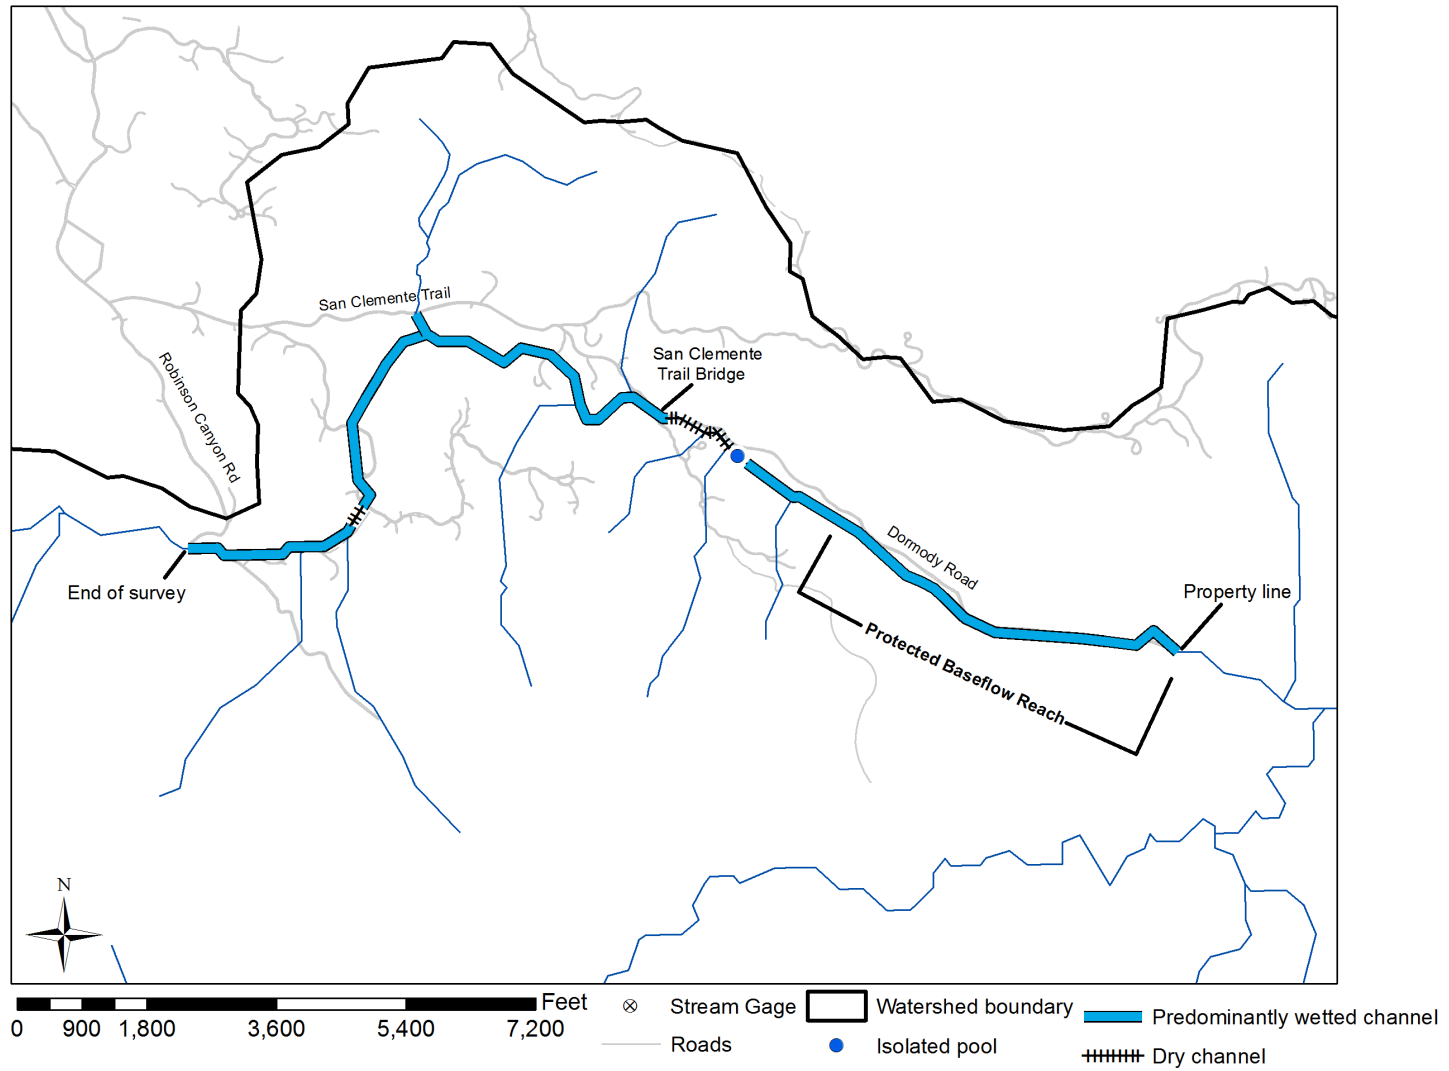 San Clemente Trail
San Clemente
Trail Bridge
Robinson Canyon Rd
Dormody Road
End of survey
Property line
Protected Baseflow Reach
N
Feet
0 900 1,800 3,600 5,400 7,200
Stream Gage
Roads
Watershed boundary
Isolated pool
Predominantly wetted channel
Dry channel